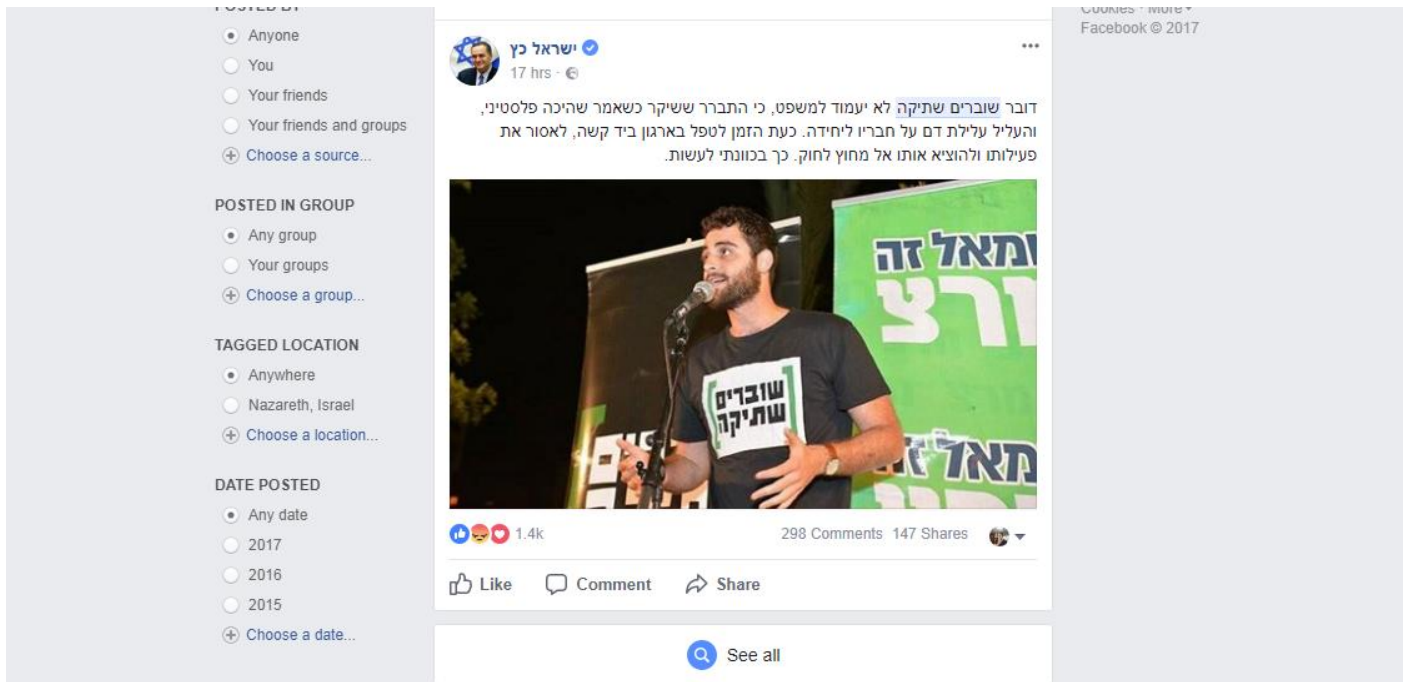 Anyone
You
Your friends
Your friends and groups
Choose a source...
POSTED IN GROUP
Any group
Your groups
Choose a group...
TAGGED LOCATION
Anywhere
Nazareth, Israel
Choose a location...
DATE POSTED
Any date
2017
2016
2015
Choose a date...
ישראל כץ
17 hrs ·
דובר שוברים שתיקה לא יעמוד למשפט, כי התברר ששיקר כשאמר שהיכה פלסטיני,
והעליל עלילת דם על חבריו ליחידה. כעת הזמן לטפל בארגון ביד קשה, לאסור את
פעילותו ולהוציא אותו אל מחוץ לחוק. כך בכוונתי לעשות.
זה
שוברים
שתיקה
1.4k
298 Comments 147 Shares
Like Comment Share
See all
Cookies · More
Facebook © 2017